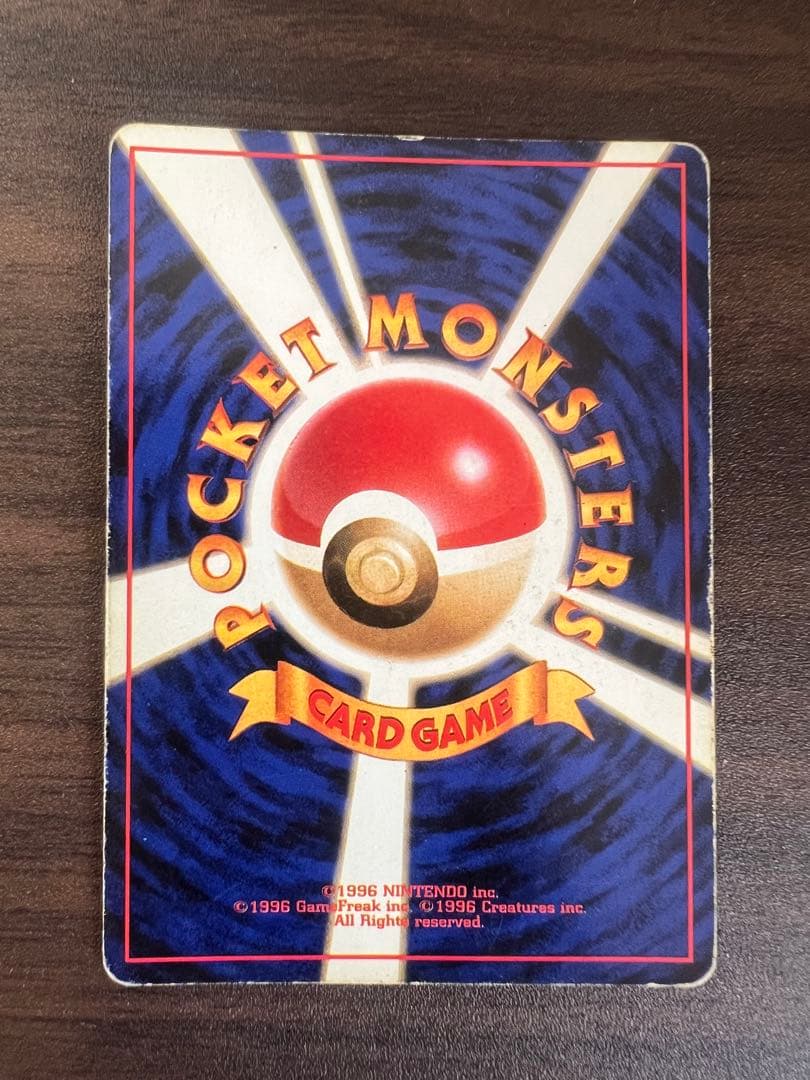 POCKET MONSTERS
CARD GAME
©1996 NINTENDO inc.
©1996 GameFreak inc. ©1996 Creatures inc.
All Rights reserved.